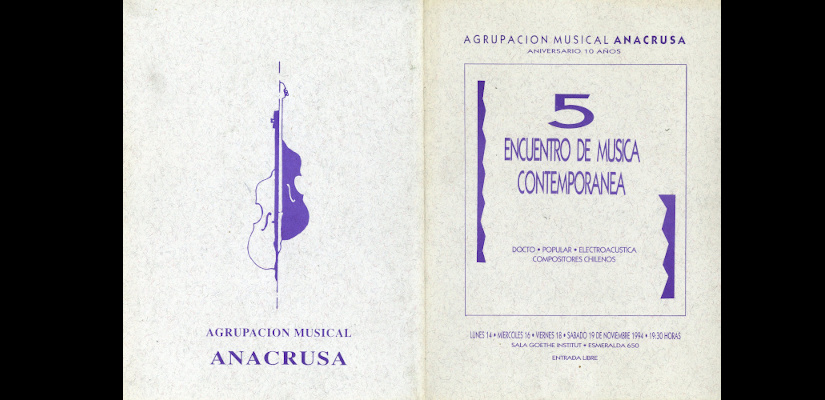 AGRUPACION MUSICAL
ANACRUSA
AGRUPACION MUSICAL ANACRUSA
ANIVERSARIO 10 AÑOS
5
ENCUENTRO DE MUSICA
CONTEMPORANEA
DOCTO • POPULAR • ELECTROACUSTICA
COMPOSITORES CHILENOS
LUNES 14 • MIERCOLES 16 • VIERNES 18 • SABADO 19 DE NOVIEMBRE 1994 • 19:30 HORAS
SALA GOETHE INSTITUT • ESMERALDA 650
ENTRADA LIBRE